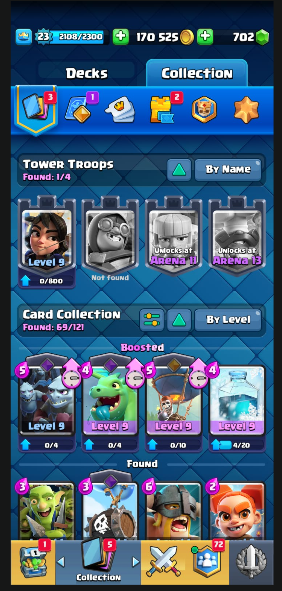 23 2108/2300 170 525 702
Decks Collection
3 1 2
Tower Troops
Found: 1/4
By Name
Level 9
Unlocks at Arena 11
Unlocks at Arena 13
0/800
Not found
Card Collection
Found: 69/121
By Level
Boosted
5 4 5 4
Level 9 Level 9 Level 9 Level 9
0/4 0/4 0/10 4/20
Found
3 3 6 2
1 5 72 1
Collection